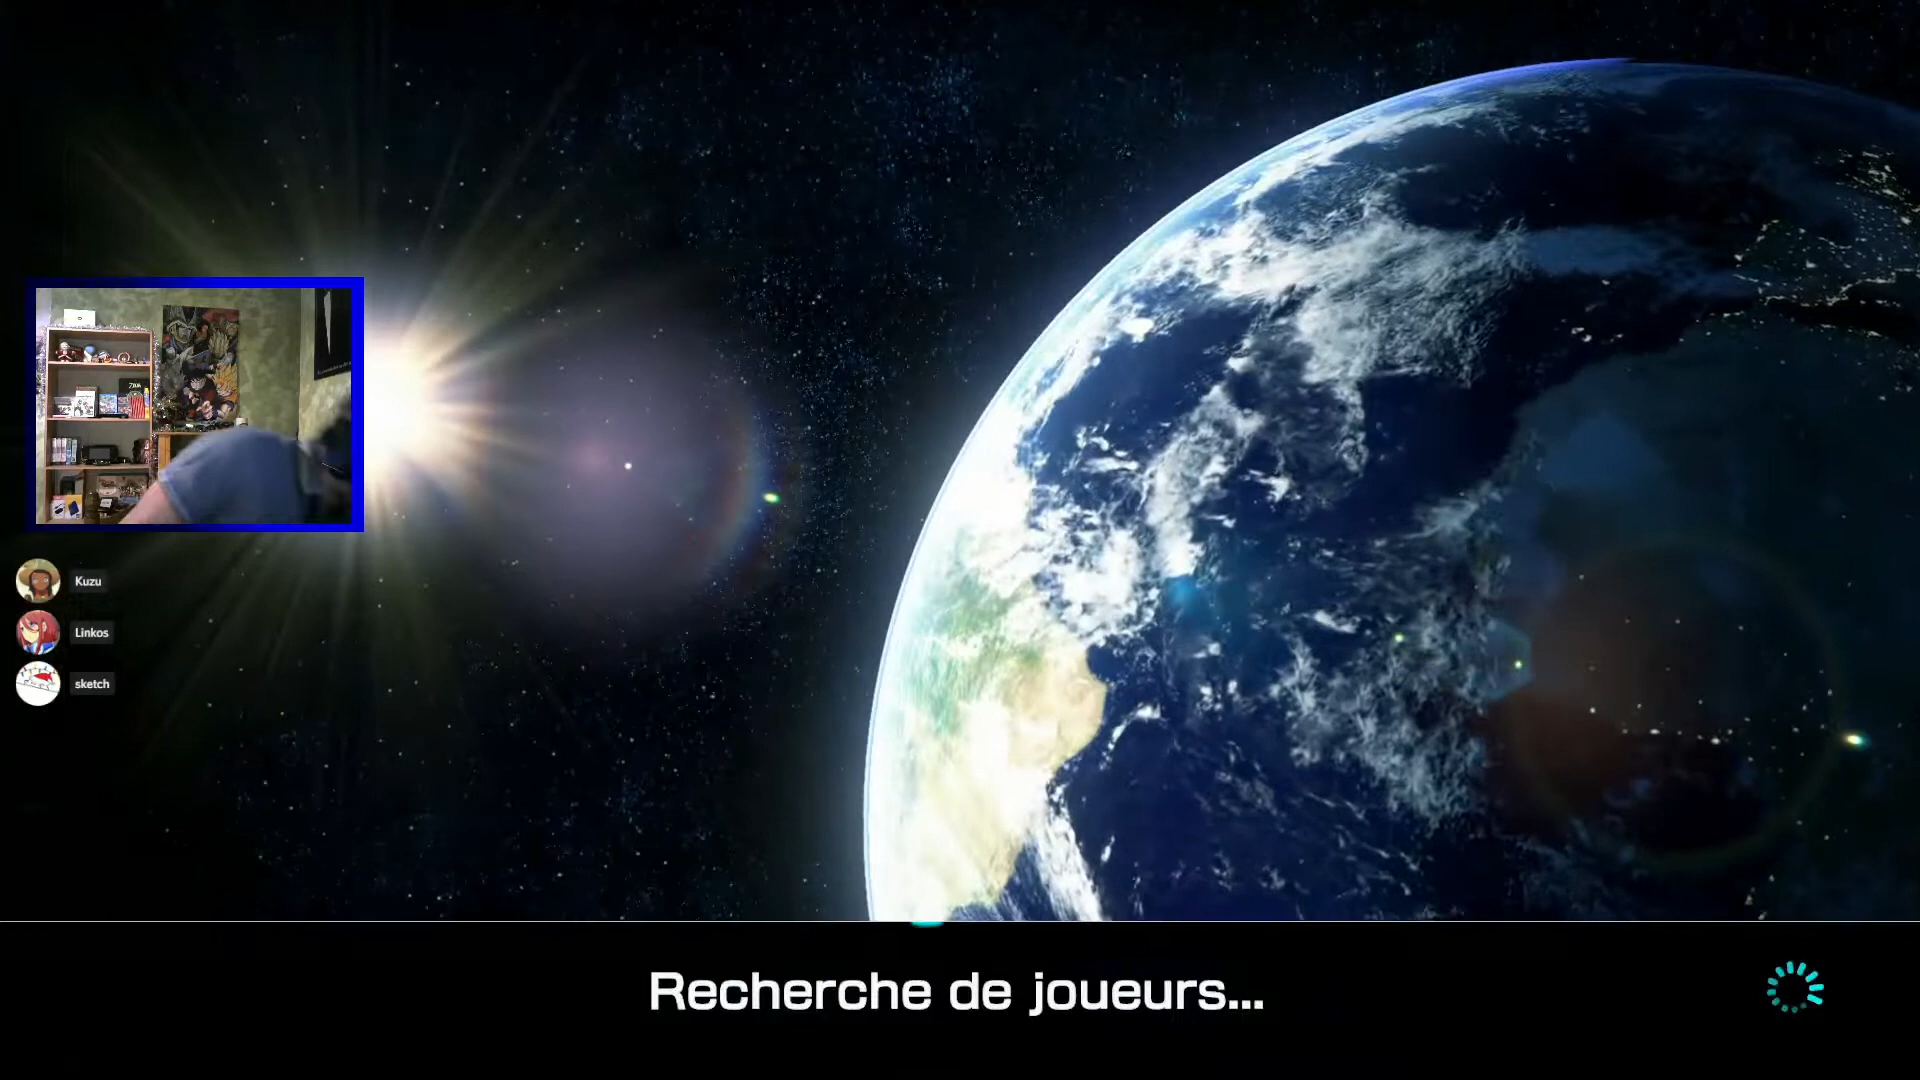 Kuzu
Linkos
sketch
Recherche de joueurs...